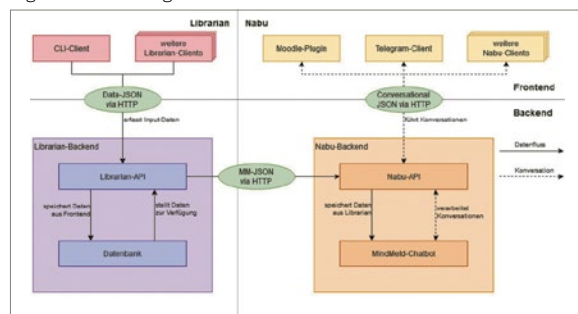 Librarian
Nabu
CLI-Client
weitere
Librarian-Clients
Moodle-Plugin
Telegram-Client
weitere
Nabu-Clients
Frontend
Backend
Data-JSON
via HTTP
Conversational
JSON via HTTP
erfasst Input-Daten
führt Konversationen
Librarian-Backend
Nabu-Backend
Datenfluss
Konversation
Librarian-API
MM-JSON
via HTTP
Nabu-API
speichert Daten
aus Frontend
stellt Daten
zur Verfügung
speichert Daten
aus Librarian
verarbeitet
Konversationen
Datenbank
MindMeld-Chatbot